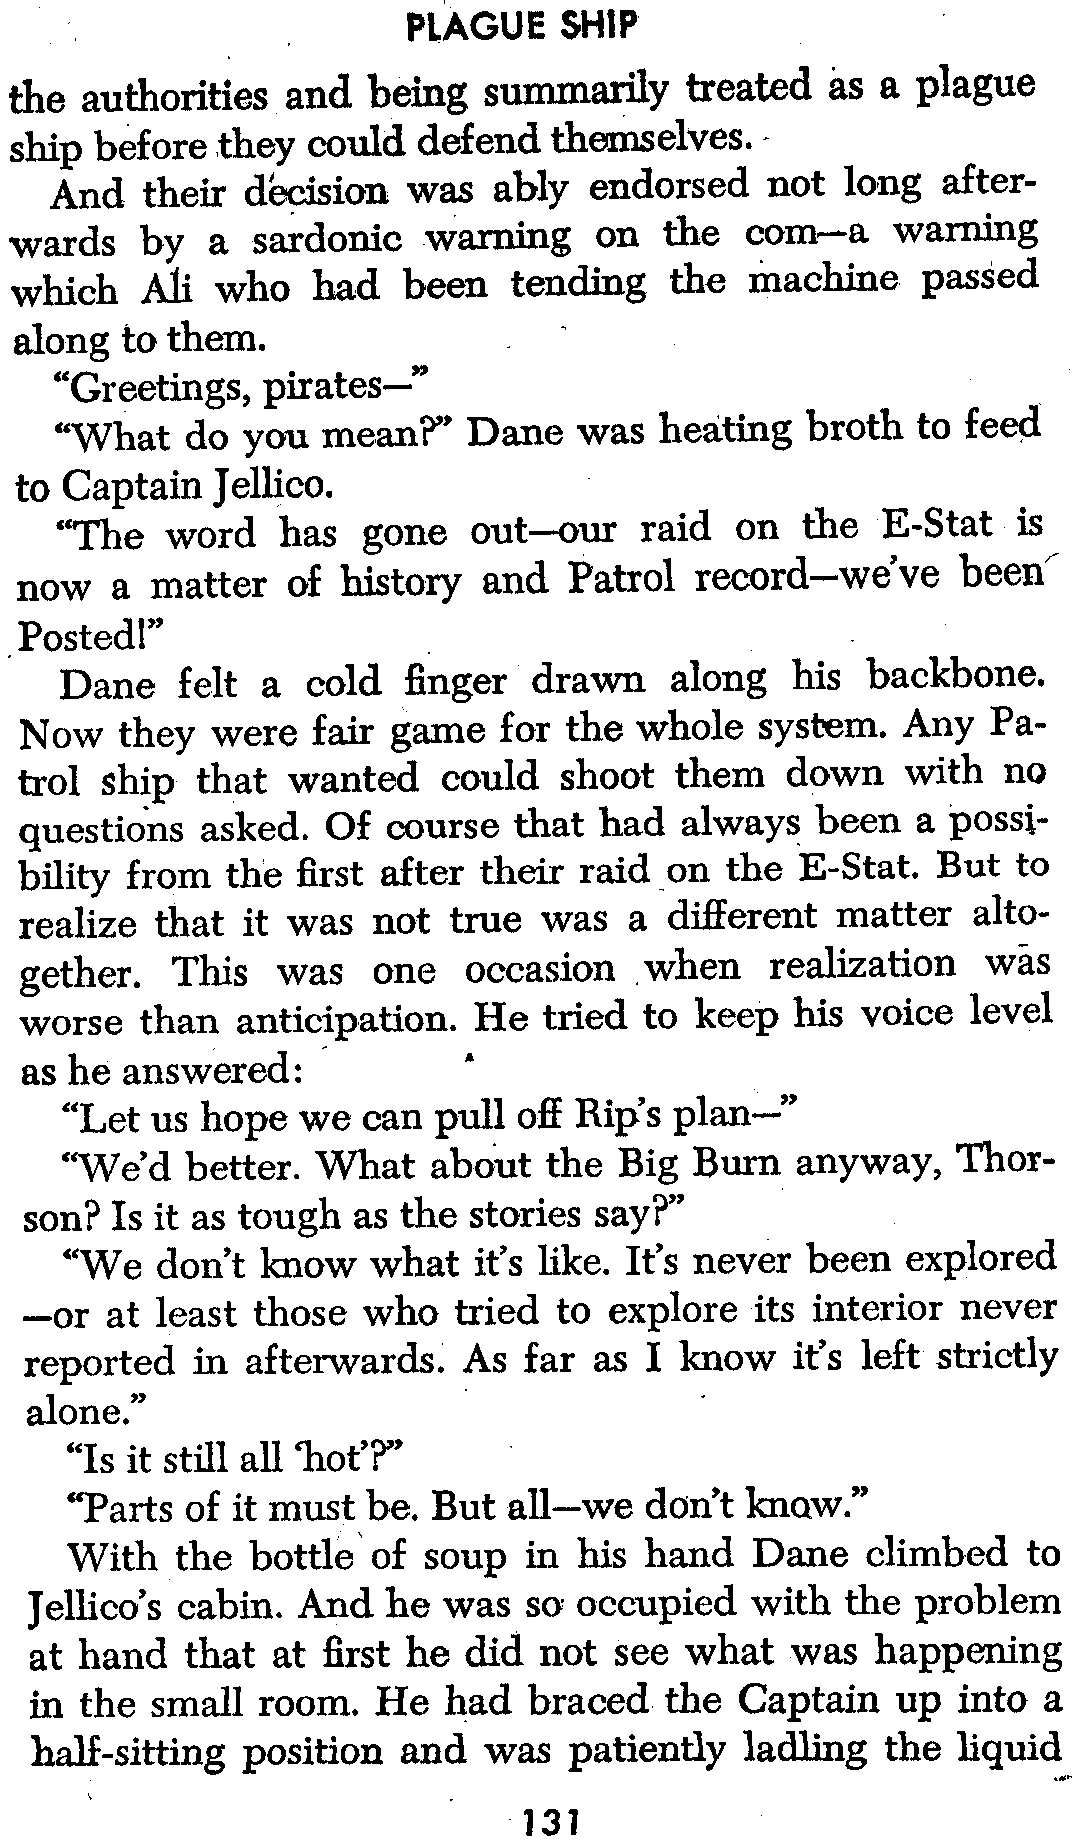 PLAGUE SHIP
the authorities and being summarily treated as a plague
ship before they could defend themselves.
And their decision was ably endorsed not long after-
wards by a sardonic warning on the com—a warning
which Ali who had been tending the machine passed
along to them.
“Greetings, pirates—”
“What do you mean?” Dane was heating broth to feed
to Captain Jellico.
“The word has gone out—our raid on the E-Stat is
now a matter of history and Patrol record—we’ve been
Posted!”
Dane felt a cold finger drawn along his backbone.
Now they were fair game for the whole system. Any Pa-
trol ship that wanted could shoot them down with no
questions asked. Of course that had always been a possi-
bility from the first after their raid on the E-Stat. But to
realize that it was not true was a different matter alto-
gether. This was one occasion when realization was
worse than anticipation. He tried to keep his voice level
as he answered:
“Let us hope we can pull off Rip’s plan—”
“We’d better. What about the Big Burn anyway, Thor-
son? Is it as tough as the stories say?”
“We don’t know what it’s like. It’s never been explored
—or at least those who tried to explore its interior never
reported in afterwards. As far as I know it’s left strictly
alone.”
“Is it still all ‘hot’?”
“Parts of it must be. But all—we don’t know.”
With the bottle of soup in his hand Dane climbed to
Jellico’s cabin. And he was so occupied with the problem
at hand that at first he did not see what was happening
in the small room. He had braced the Captain up into a
half-sitting position and was patiently ladling the liquid
131